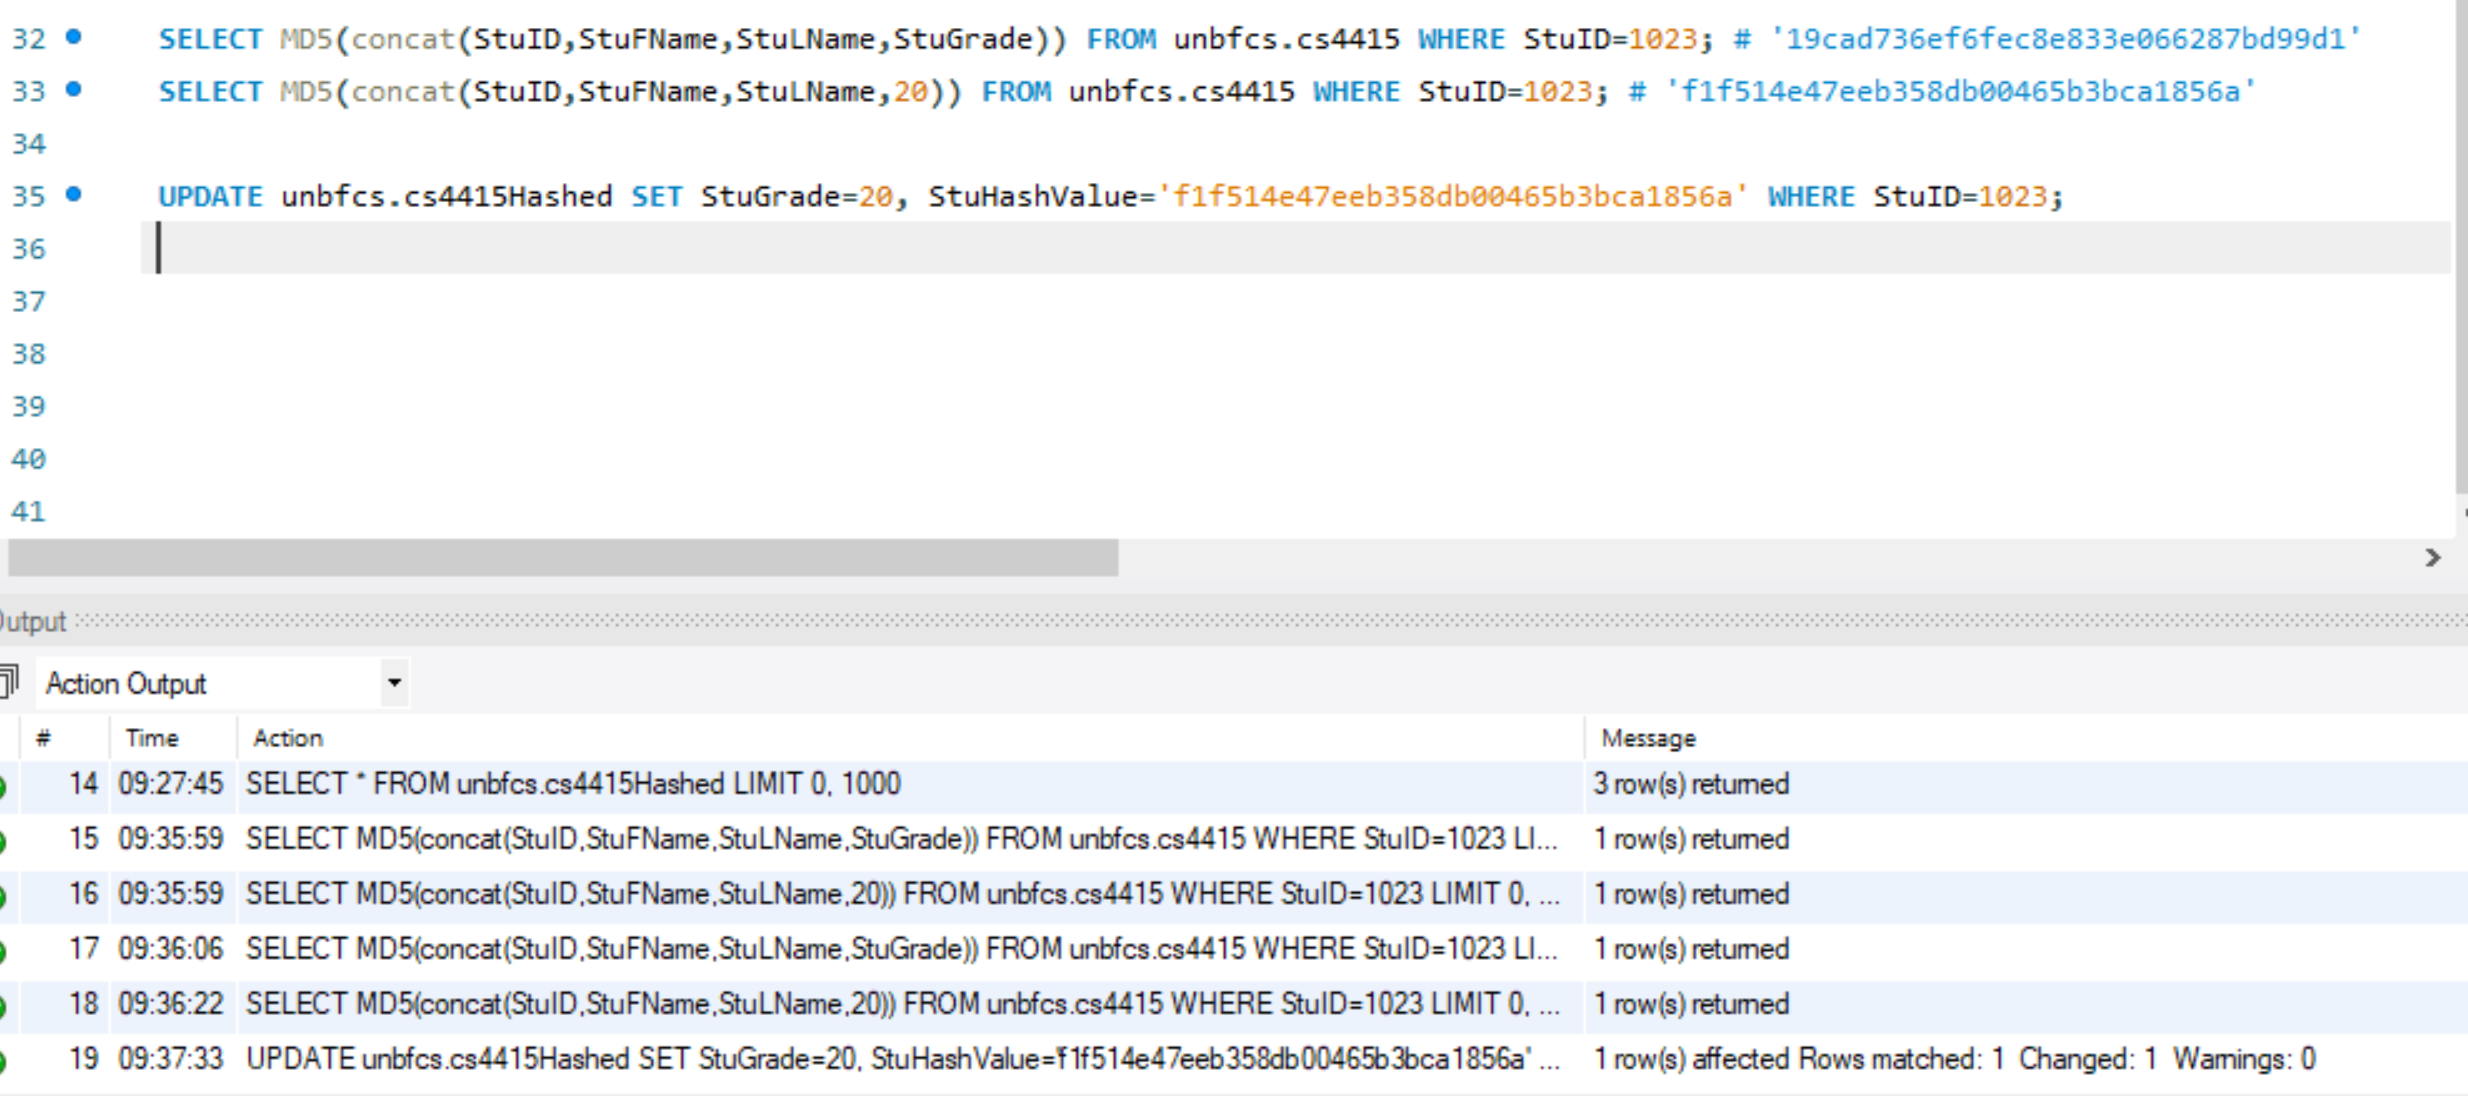 32 SELECT MD5(concat(StuID,StuFName,StuLName,StuGrade)) FROM unbfcs.cs4415 WHERE StuID=1023; # '19cad736ef6fec8e833e066287bd99d1'
33 SELECT MD5(concat(StuID,StuFName,StuLName,20)) FROM unbfcs.cs4415 WHERE StuID=1023; # 'f1f514e47eeb358db00465b3bca1856a'
34
35 UPDATE unbfcs.cs4415Hashed SET StuGrade=20, StuHashValue='f1f514e47eeb358db00465b3bca1856a' WHERE StuID=1023;
36
37
38
39
40
41
Output
Action Output
# Time Action Message
14 09:27:45 SELECT * FROM unbfcs.cs4415Hashed LIMIT 0, 1000 3 row(s) returned
15 09:35:59 SELECT MD5(concat(StuID,StuFName,StuLName,StuGrade)) FROM unbfcs.cs4415 WHERE StuID=1023 LI... 1 row(s) returned
16 09:35:59 SELECT MD5(concat(StuID,StuFName,StuLName,20)) FROM unbfcs.cs4415 WHERE StuID=1023 LIMIT 0, ... 1 row(s) returned
17 09:36:06 SELECT MD5(concat(StuID,StuFName,StuLName,StuGrade)) FROM unbfcs.cs4415 WHERE StuID=1023 LI... 1 row(s) returned
18 09:36:22 SELECT MD5(concat(StuID,StuFName,StuLName,20)) FROM unbfcs.cs4415 WHERE StuID=1023 LIMIT 0, ... 1 row(s) returned
19 09:37:33 UPDATE unbfcs.cs4415Hashed SET StuGrade=20, StuHashValue='f1f514e47eeb358db00465b3bca1856a' ... 1 row(s) affected Rows matched: 1 Changed: 1 Warnings: 0